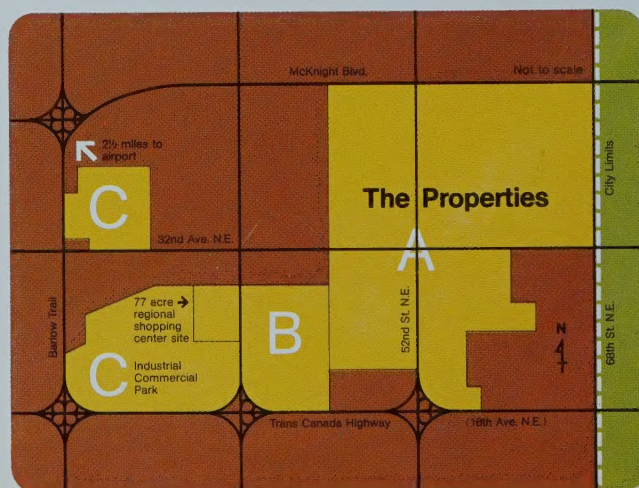 McKnight Blvd.
Not to scale
2½ miles to
airport
City Limits
C
The Properties
32nd Ave. N.E.
A
77 acre →
regional
shopping
center site
B
52nd St. N.E.
Barlow Trail
N
68th St. N.E.
C
Industrial
Commercial
Park
Trans Canada Highway
(16th Ave. N.E.)